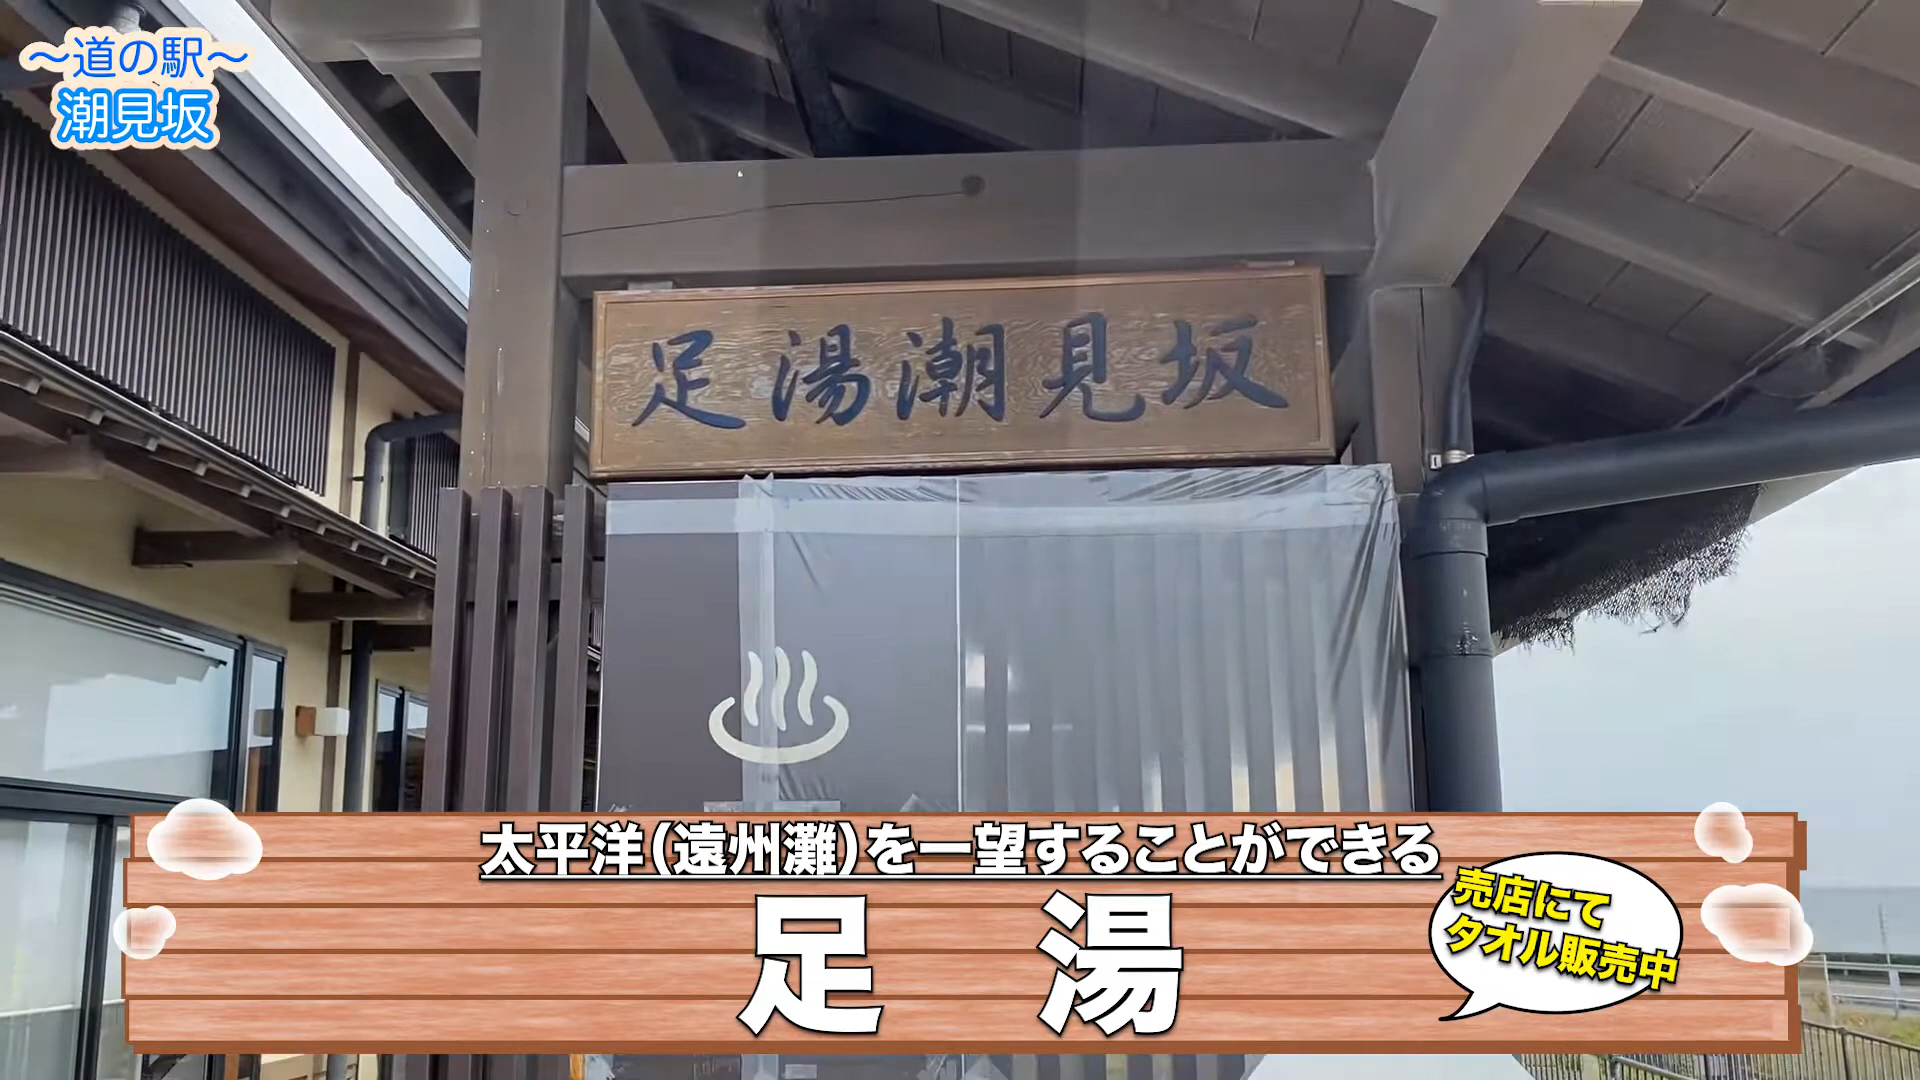 ～道の駅～
潮見坂
足湯潮見坂
太平洋(遠州灘)を一望することができる
足湯
売店にて
タオル販売中